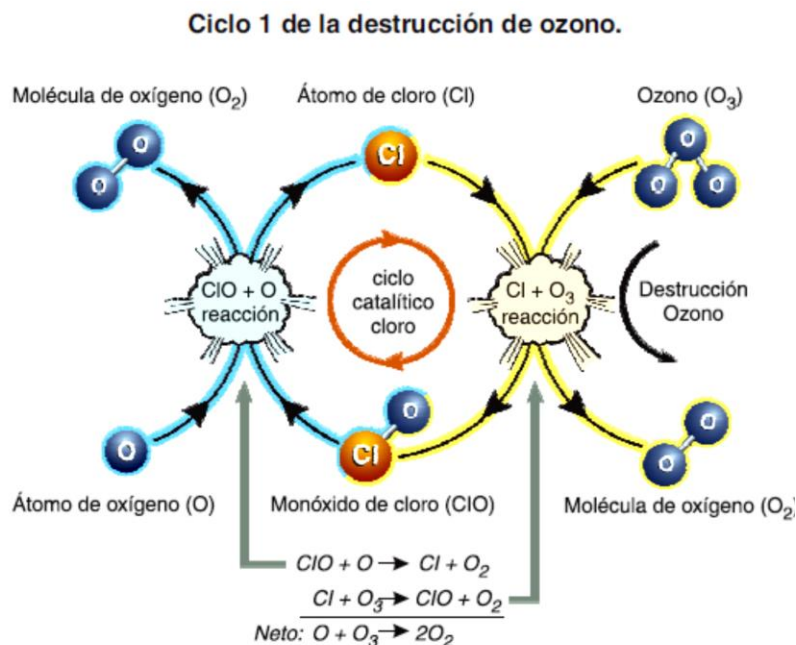 Ciclo 1 de la destrucción de ozono.
Molécula de oxígeno (O₂)
Átomo de cloro (Cl)
Ozono (O₃)
O
O
Cl
O
O
O
ClO + O
reacción
ciclo
catalítico
cloro
Cl + O₃
reacción
Destrucción
Ozono
O
Cl
O
O
O
Átomo de oxígeno (O)
Monóxido de cloro (ClO)
Molécula de oxígeno (O₂)
ClO + O → Cl + O₂
Cl + O₃ → ClO + O₂
Neto: O + O₃ → 2O₂